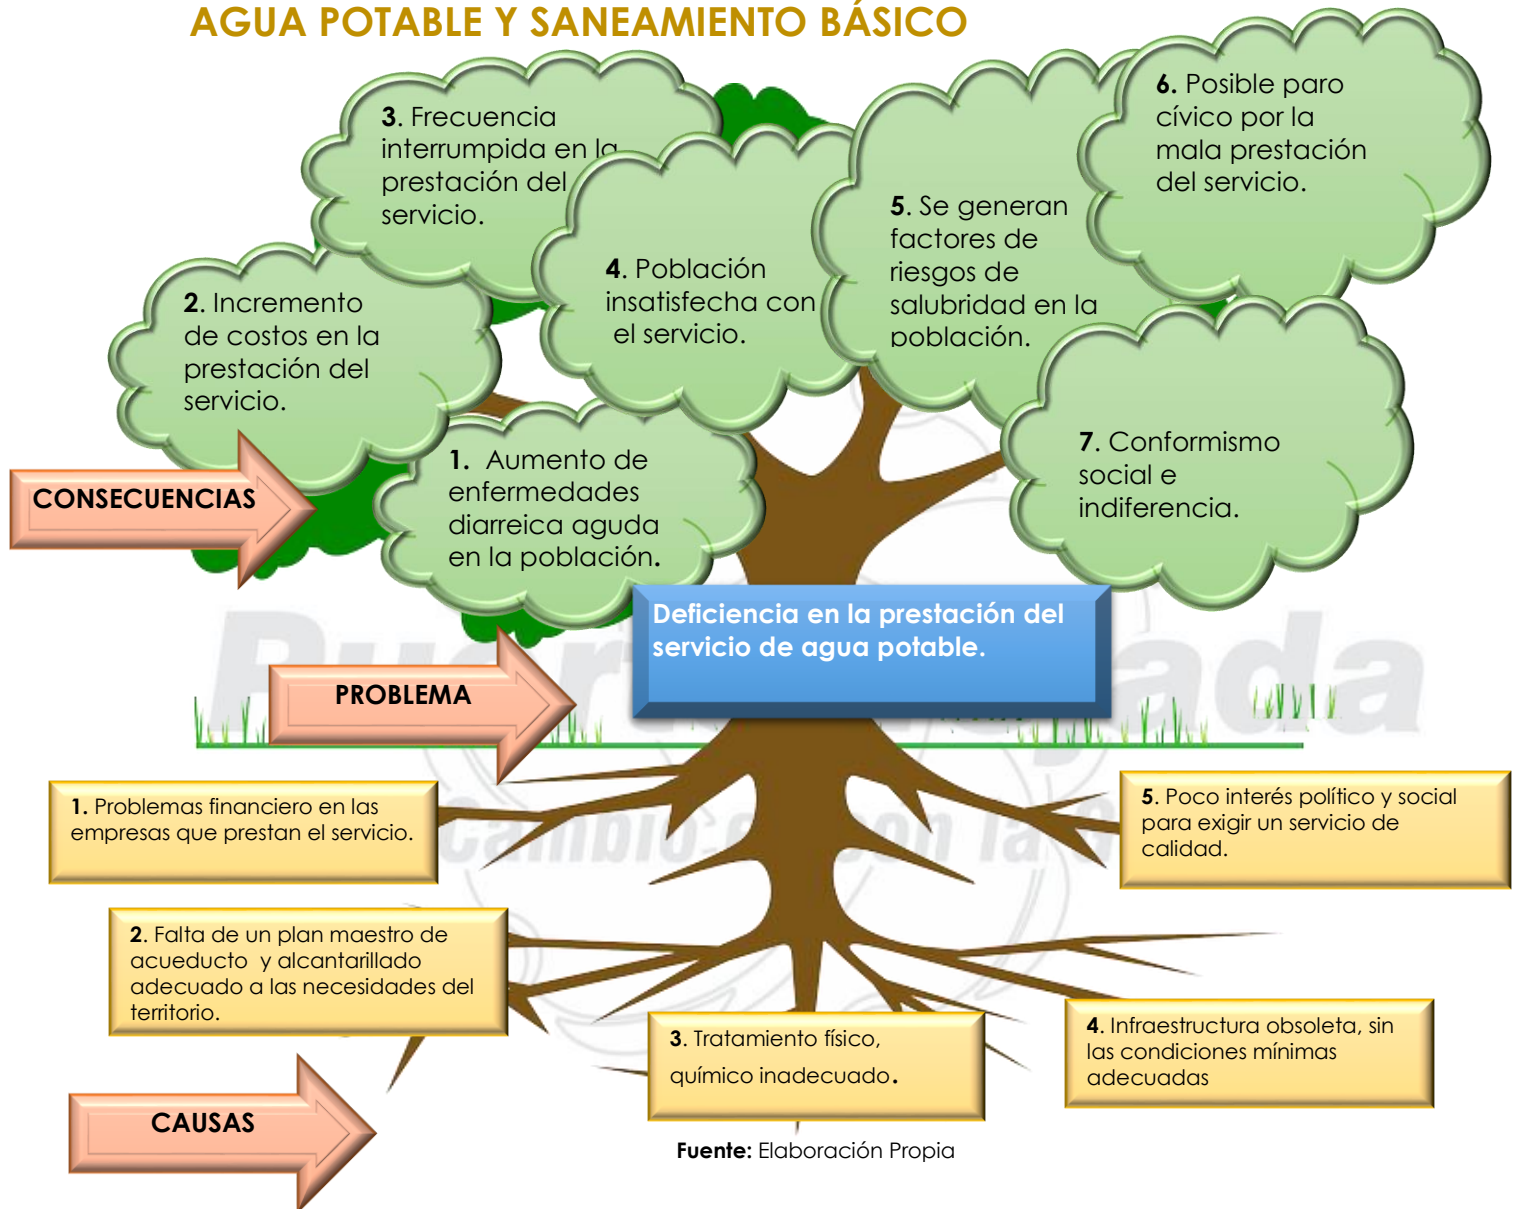 AGUA POTABLE Y SANEAMIENTO BÁSICO
3. Frecuencia
interrumpida en la
prestación del
servicio.
6. Posible paro
cívico por la
mala prestación
del servicio.
5. Se generan
factores de
riesgos de
salubridad en la
población.
4. Población
insatisfecha con
el servicio.
2. Incremento
de costos en la
prestación del
servicio.
7. Conformismo
social e
indiferencia.
1. Aumento de
enfermedades
diarreica aguda
en la población.
CONSECUENCIAS
Deficiencia en la prestación del
servicio de agua potable.
PROBLEMA
1. Problemas financiero en las
empresas que prestan el servicio.
5. Poco interés político y social
para exigir un servicio de
calidad.
2. Falta de un plan maestro de
acueducto y alcantarillado
adecuado a las necesidades del
territorio.
3. Tratamiento físico,
químico inadecuado.
4. Infraestructura obsoleta, sin
las condiciones mínimas
adecuadas
CAUSAS
Fuente: Elaboración Propia